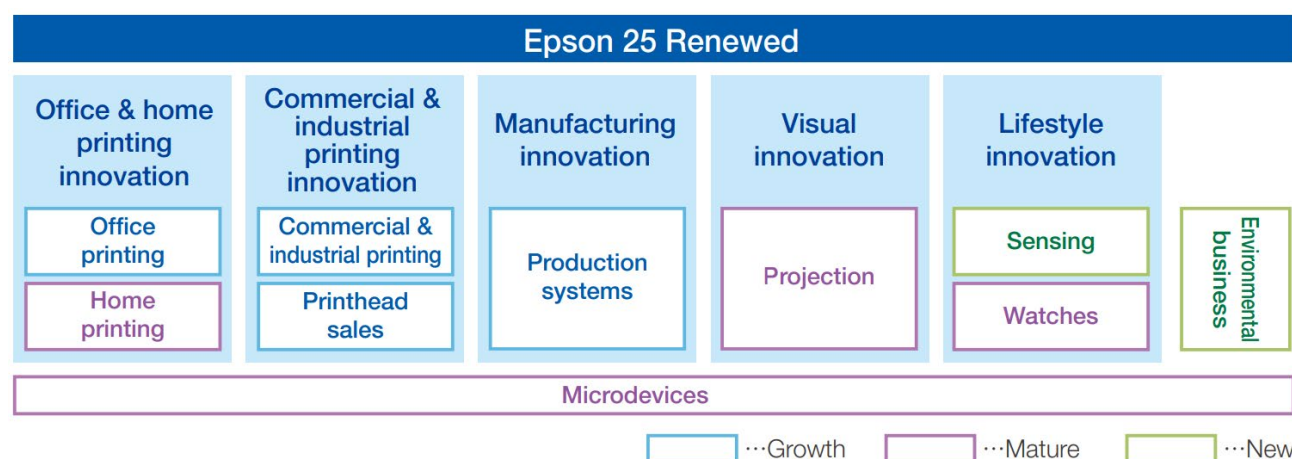 Epson 25 Renewed
Office & home
printing
innovation
Commercial &
industrial
printing
innovation
Manufacturing
innovation
Visual
innovation
Lifestyle
innovation
Office
printing
Home
printing
Commercial &
industrial printing
Printhead
sales
Production
systems
Projection
Sensing
Watches
Environmental
business
Microdevices
…Growth
…Mature
…New